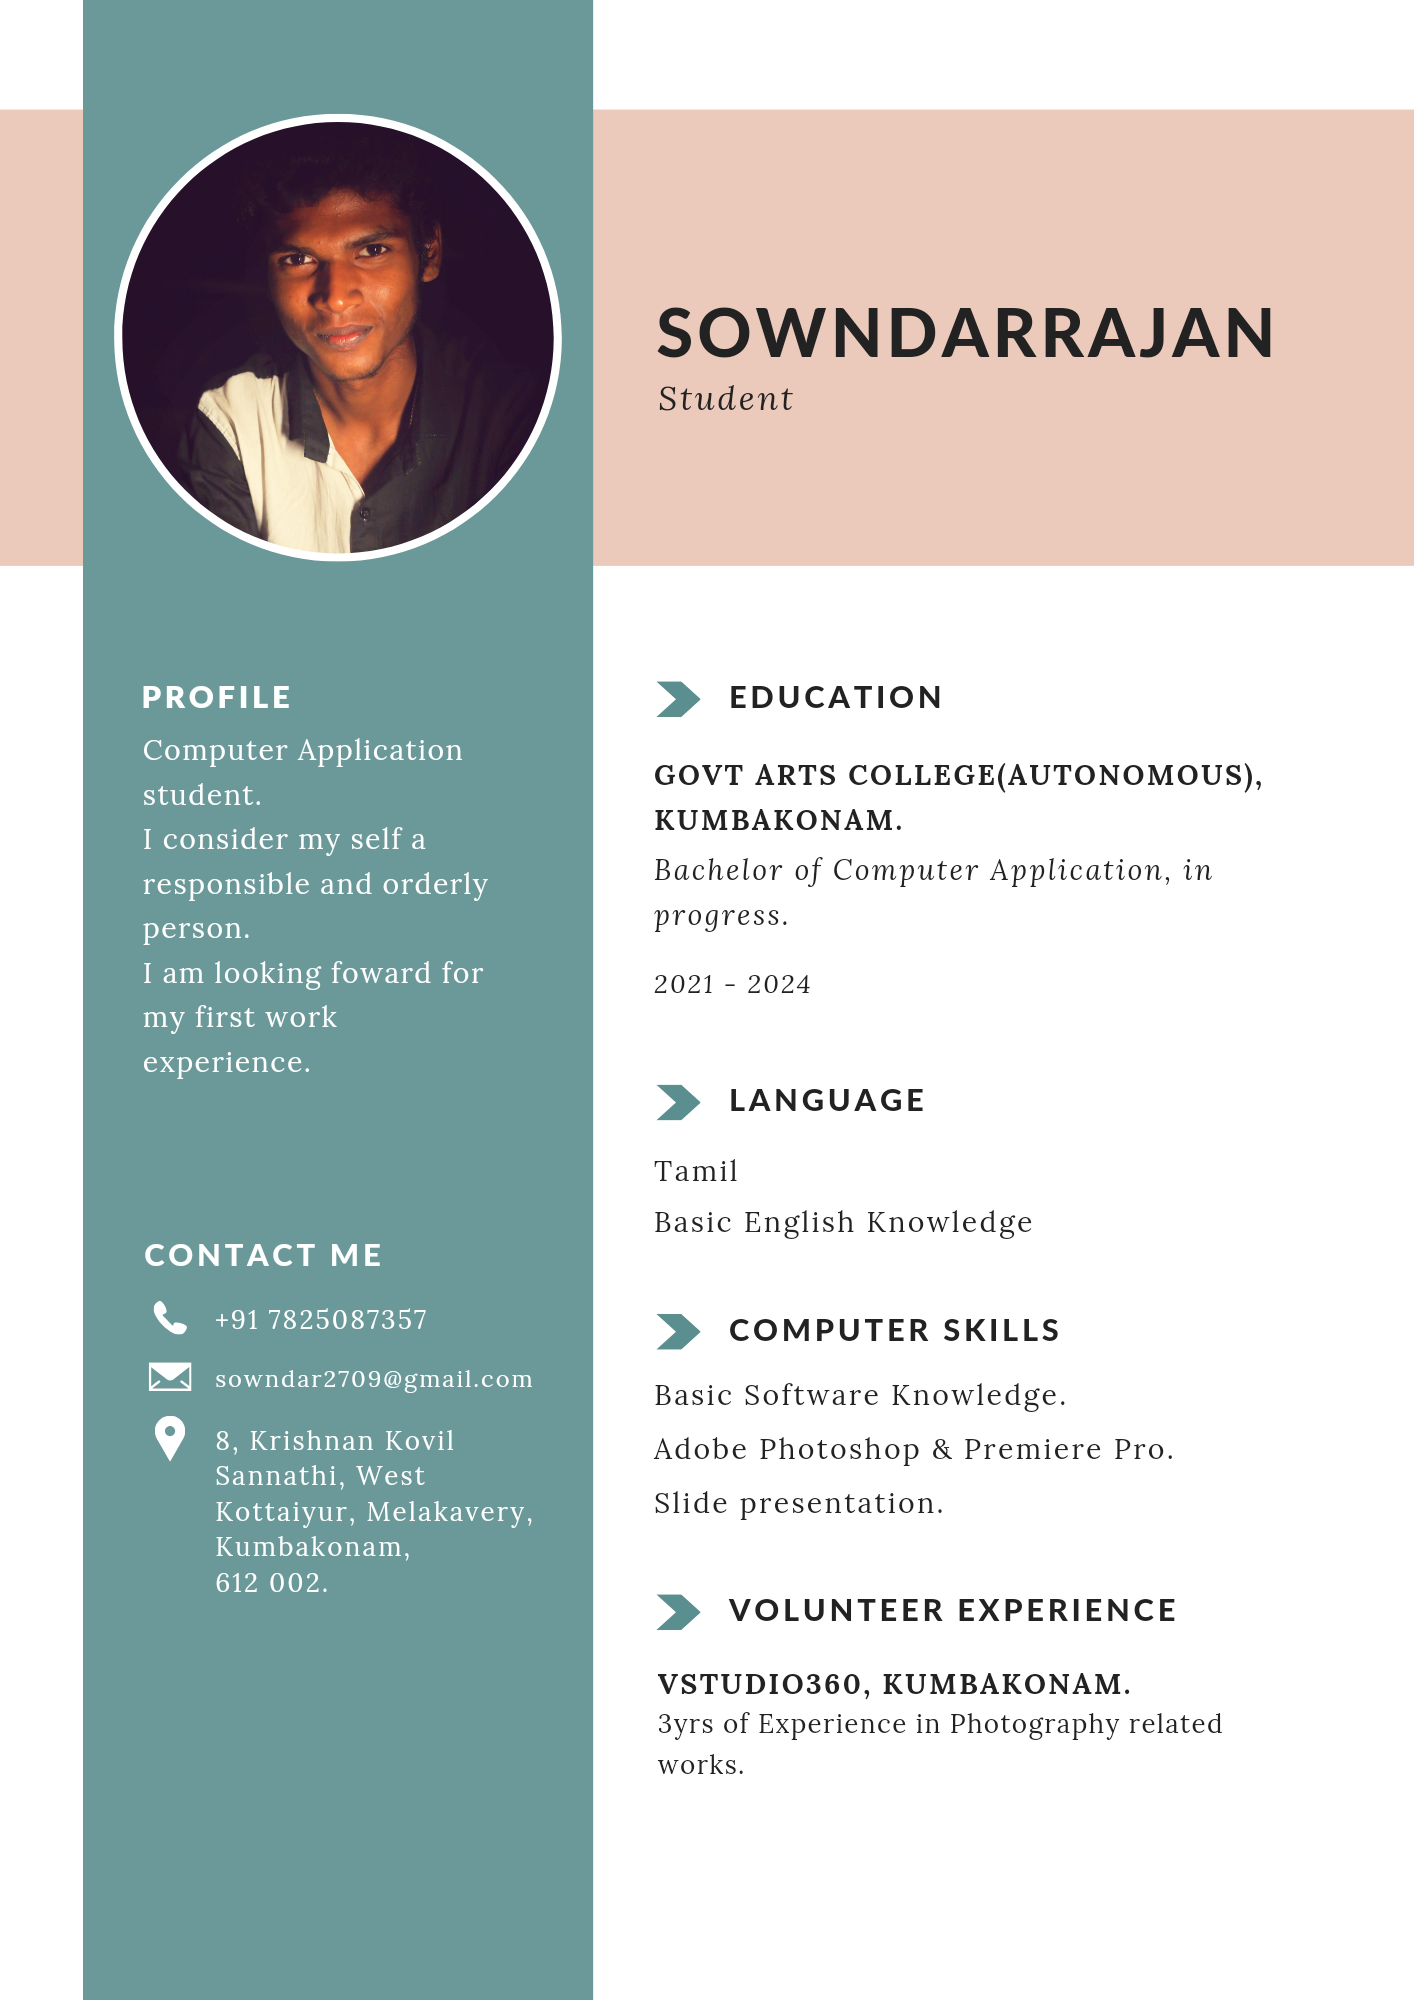 SOWNDARRAJAN
Student
PROFILE
Computer Application
student.
I consider my self a
responsible and orderly
person.
I am looking foward for
my first work
experience.
CONTACT ME
+91 7825087357
sowndar2709@gmail.com
8, Krishnan Kovil
Sannathi, West
Kottaiyur, Melakavery,
Kumbakonam,
612 002.
EDUCATION
GOVT ARTS COLLEGE(AUTONOMOUS),
KUMBAKONAM.
Bachelor of Computer Application, in
progress.
2021 - 2024
LANGUAGE
Tamil
Basic English Knowledge
COMPUTER SKILLS
Basic Software Knowledge.
Adobe Photoshop & Premiere Pro.
Slide presentation.
VOLUNTEER EXPERIENCE
VSTUDIO360, KUMBAKONAM.
3yrs of Experience in Photography related
works.